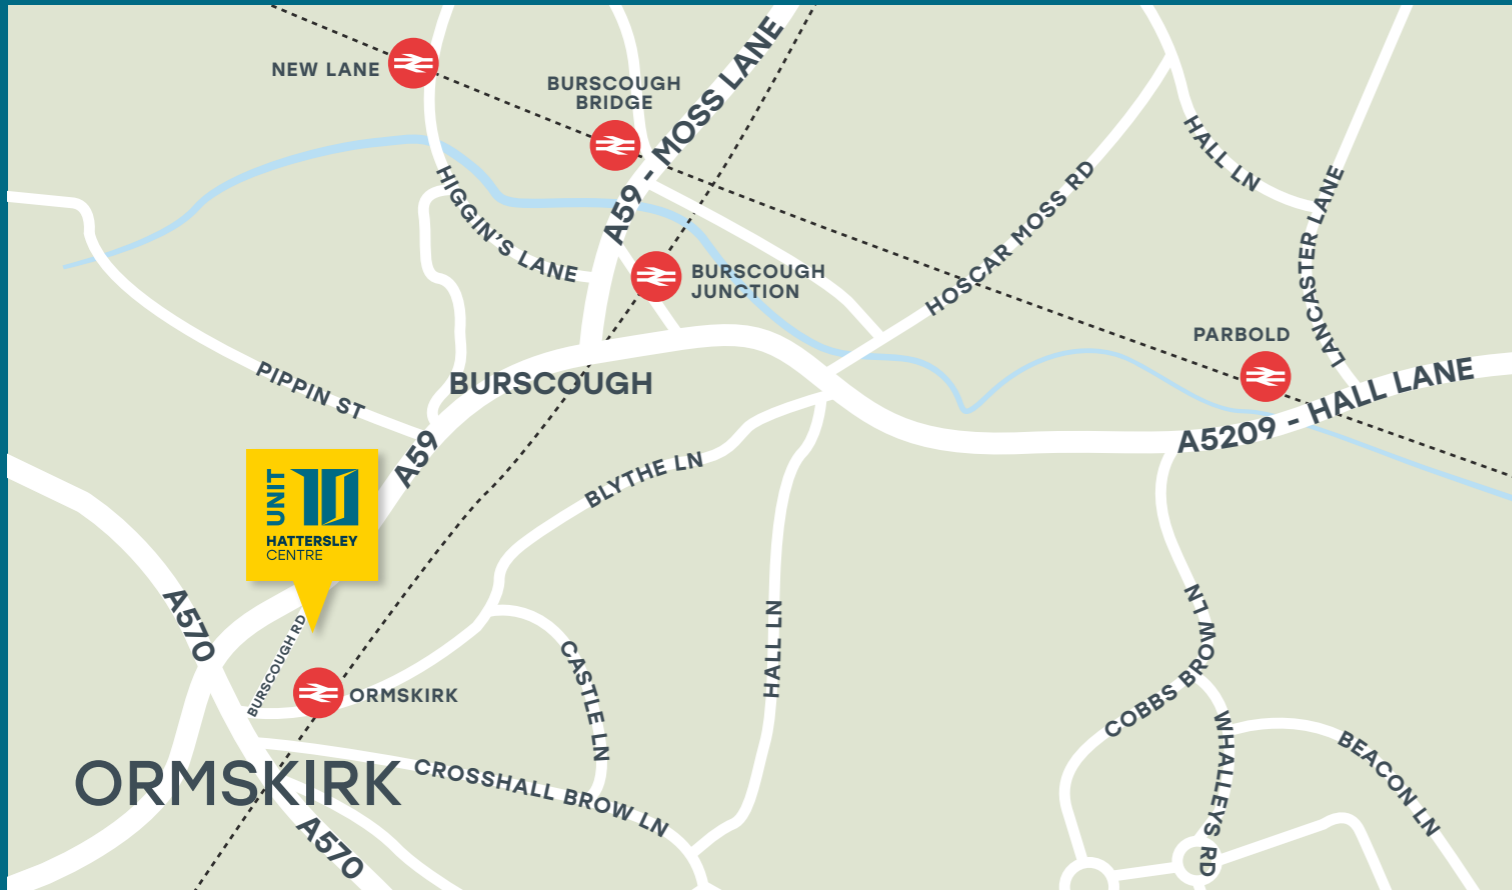 NEW LANE
BURSCOUGH
BRIDGE
A59 - MOSS LANE
HALL LN
HIGGIN'S LANE
HOSCAR MOSS RD
LANCASTER LANE
BURSCOUGH
JUNCTION
PARBOLD
PIPPIN ST
BURSCOUGH
A5209 - HALL LANE
A59
BLYTHE LN
UNIT 10
HATTERSLEY
CENTRE
A570
BURSCOUGH RD
HALL LN
COBBS BROW LN
CASTLE LN
ORMSKIRK
WHALLEYS RD
BEACON LN
ORMSKIRK
CROSSHALL BROW LN
A570